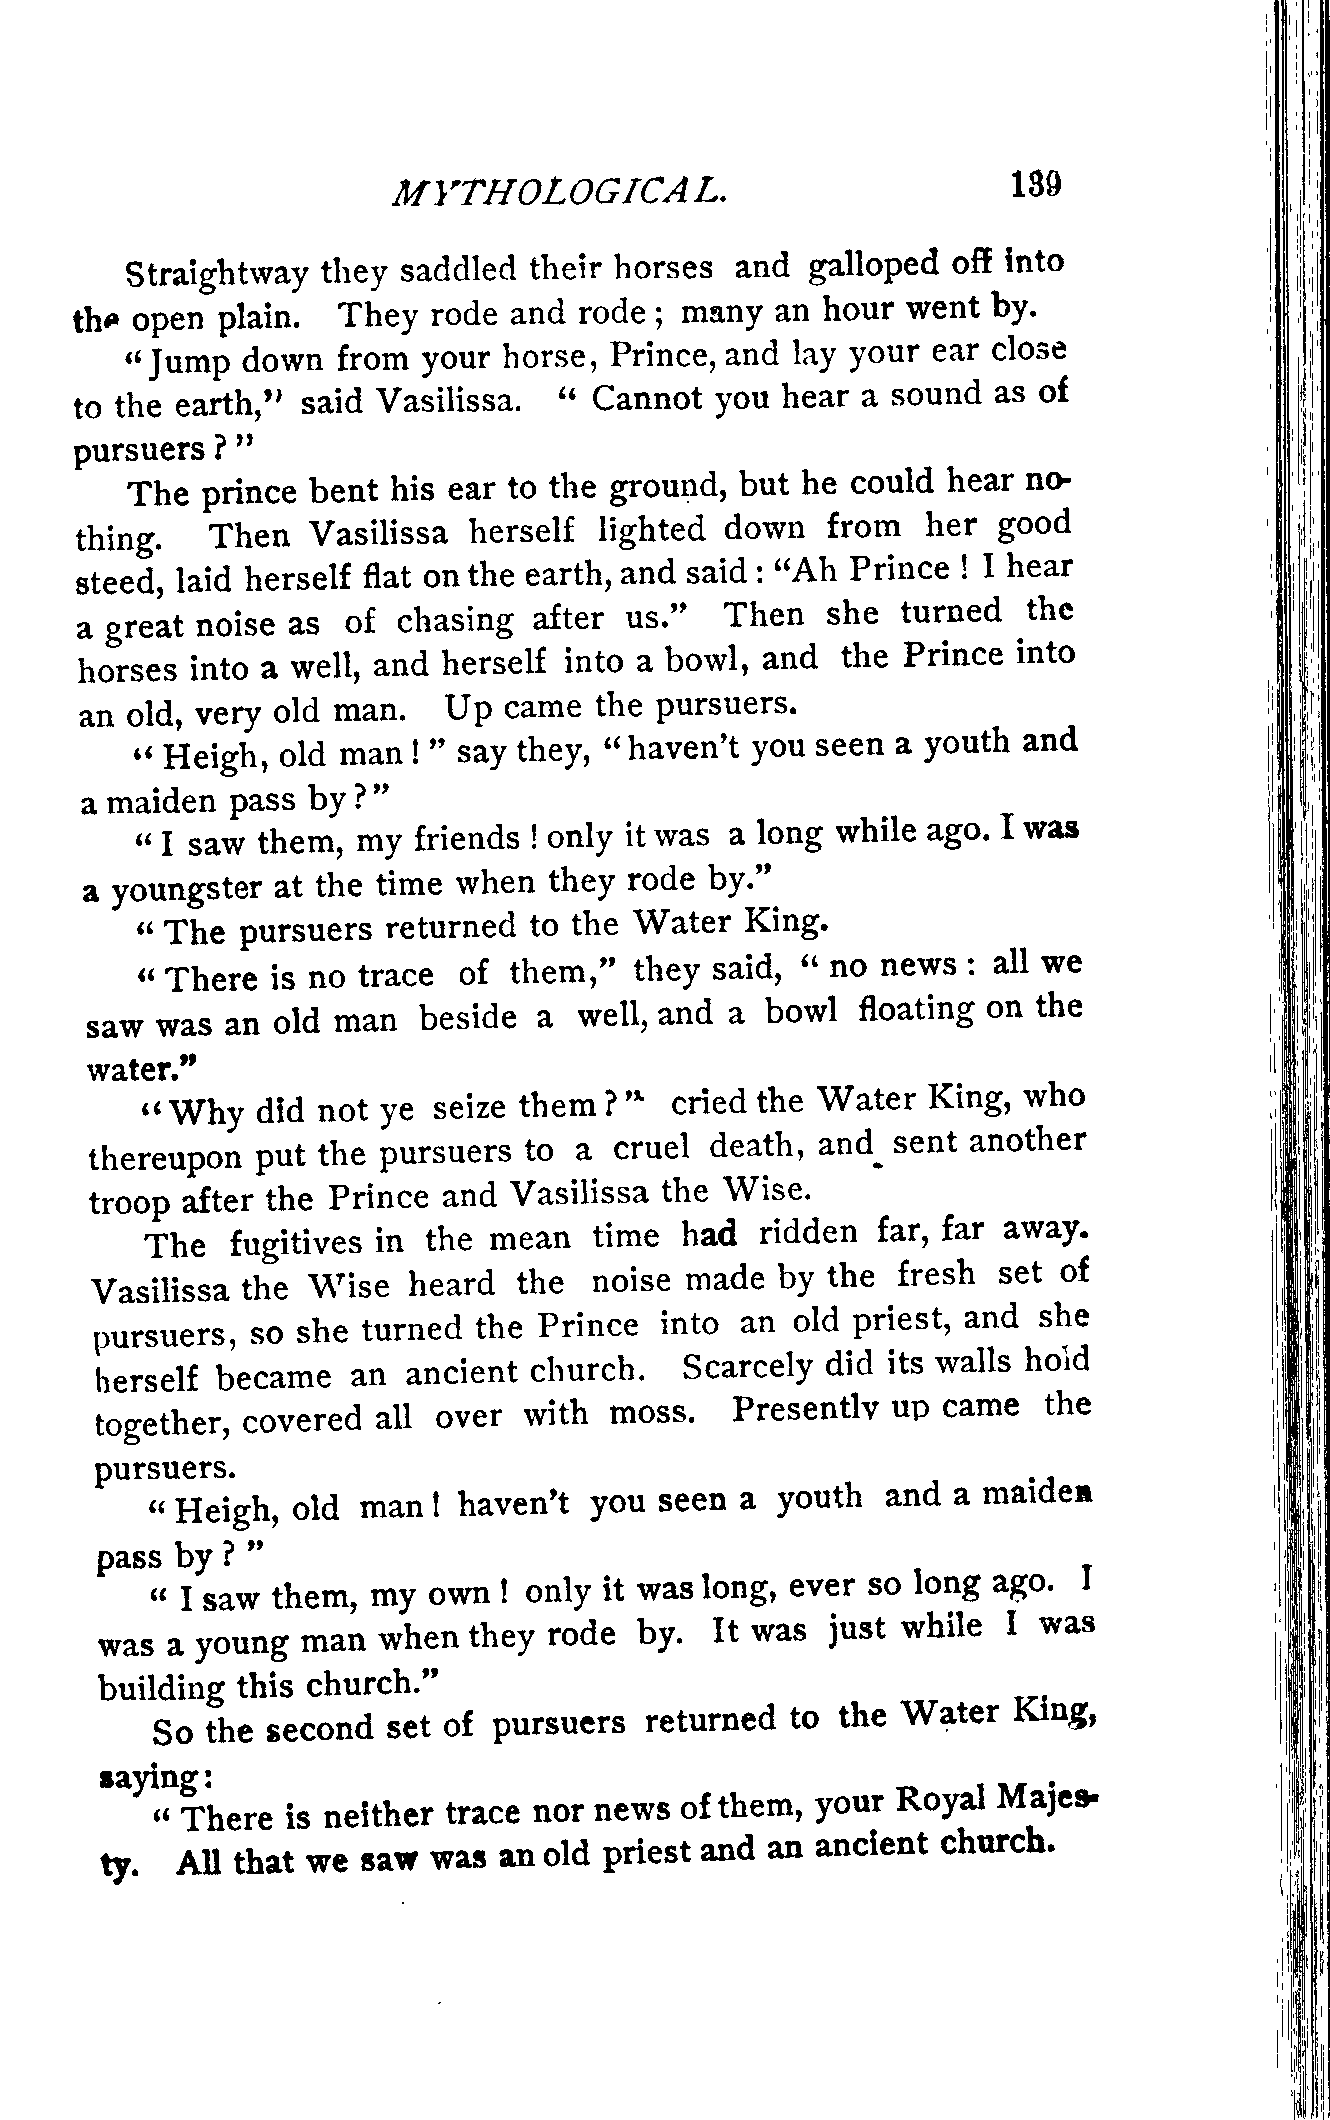 MYTHOLOGICAL. 139
Straightway they saddled their horses and galloped off into
the open plain. They rode and rode ; many an hour went by.
“ Jump down from your horse, Prince, and lay your ear close
to the earth,” said Vasilissa. “ Cannot you hear a sound as of
pursuers ? ”
The prince bent his ear to the ground, but he could hear no-
thing. Then Vasilissa herself lighted down from her good
steed, laid herself flat on the earth, and said : “Ah Prince ! I hear
a great noise as of chasing after us.” Then she turned the
horses into a well, and herself into a bowl, and the Prince into
an old, very old man. Up came the pursuers.
“ Heigh, old man ! ” say they, “ haven’t you seen a youth and
a maiden pass by ? ”
“ I saw them, my friends ! only it was a long while ago. I was
a youngster at the time when they rode by.”
“ The pursuers returned to the Water King.
“ There is no trace of them,” they said, “ no news : all we
saw was an old man beside a well, and a bowl floating on the
water.”
“ Why did not ye seize them ? ” cried the Water King, who
thereupon put the pursuers to a cruel death, and sent another
troop after the Prince and Vasilissa the Wise.
The fugitives in the mean time had ridden far, far away.
Vasilissa the Wise heard the noise made by the fresh set of
pursuers, so she turned the Prince into an old priest, and she
herself became an ancient church. Scarcely did its walls hold
together, covered all over with moss. Presently up came the
pursuers.
“ Heigh, old man ! haven’t you seen a youth and a maiden
pass by ? ”
“ I saw them, my own ! only it was long, ever so long ago. I
was a young man when they rode by. It was just while I was
building this church.”
So the second set of pursuers returned to the Water King,
saying :
“ There is neither trace nor news of them, your Royal Majes-
ty. All that we saw was an old priest and an ancient church.